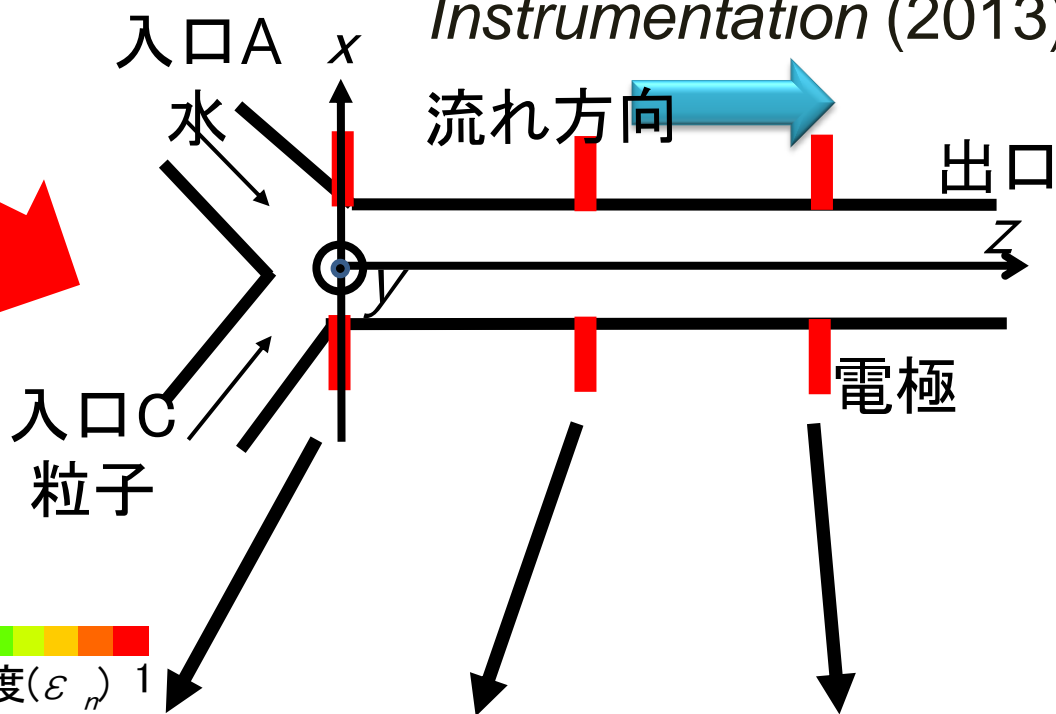 Instrumentation (2013)
入口A
x
水
流れ方向
出口
z
y
電極
入口C
粒子
度(εn) 1